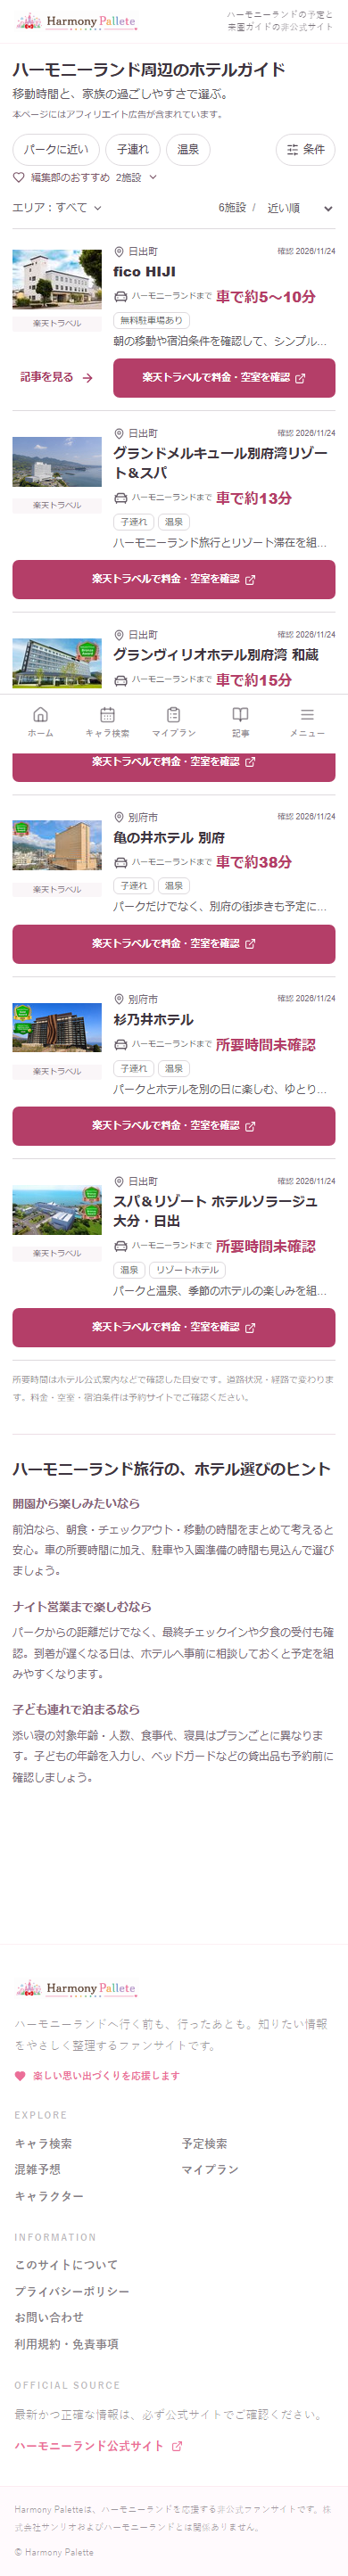 Harmony Pallete
ハーモニーランドの予定と
来園ガイドの非公式サイト
ハーモニーランド周辺のホテルガイド
移動時間と、家族の過ごしやすさで選ぶ。
本ページにはアフィリエイト広告が含まれています。
パークに近い 子連れ 温泉 条件
編集部のおすすめ 2施設
エリア：すべて 6施設 / 近い順
日出町 確認 2026/11/24
fico HIJI
ハーモニーランドまで 車で約5〜10分
楽天トラベル
無料駐車場あり
朝の移動や宿泊条件を確認して、シンプル…
記事を見る
楽天トラベルで料金・空室を確認
日出町 確認 2026/11/24
グランドメルキュール別府湾リゾー
ト＆スパ
ハーモニーランドまで 車で約13分
楽天トラベル
子連れ 温泉
ハーモニーランド旅行とリゾート滞在を組…
楽天トラベルで料金・空室を確認
日出町 確認 2026/11/24
グランヴィリオホテル別府湾 和蔵
ハーモニーランドまで 車で約15分
ホーム キャラ検索 マイプラン 記事 メニュー
楽天トラベルで料金・空室を確認
別府市 確認 2026/11/24
亀の井ホテル 別府
ハーモニーランドまで 車で約38分
楽天トラベル
子連れ 温泉
パークだけでなく、別府の街歩きも予定に…
楽天トラベルで料金・空室を確認
別府市 確認 2026/11/24
杉乃井ホテル
ハーモニーランドまで 所要時間未確認
楽天トラベル
子連れ 温泉
パークとホテルを別の日に楽しむ、ゆとり…
楽天トラベルで料金・空室を確認
日出町 確認 2026/11/24
スパ＆リゾート ホテルソラージュ
大分・日出
ハーモニーランドまで 所要時間未確認
楽天トラベル
温泉 リゾートホテル
パークと温泉、季節のホテルの楽しみを組…
楽天トラベルで料金・空室を確認
所要時間はホテル公式案内などで確認した目安です。道路状況・経路で変わりま
す。料金・空室・宿泊条件は予約サイトでご確認ください。
ハーモニーランド旅行の、ホテル選びのヒント
開園から楽しみたいなら
前泊なら、朝食・チェックアウト・移動の時間をまとめて考えると
安心。車の所要時間に加え、駐車や入園準備の時間も見込んで選び
ましょう。
ナイト営業まで楽しむなら
パークからの距離だけでなく、最終チェックインや夕食の受付も確
認。到着が遅くなる日は、ホテルへ事前に相談しておくと予定を組
みやすくなります。
子ども連れで泊まるなら
添い寝の対象年齢・人数、食事代、寝具はプランごとに異なりま
す。子どもの年齢を入力し、ベッドガードなどの貸出品も予約前に
確認しましょう。
Harmony Pallete
ハーモニーランドへ行く前も、行ったあとも。知りたい情報
をやさしく整理するファンサイトです。
楽しい思い出づくりを応援します
EXPLORE
キャラ検索 予定検索
混雑予想 マイプラン
キャラクター
INFORMATION
このサイトについて
プライバシーポリシー
お問い合わせ
利用規約・免責事項
OFFICIAL SOURCE
最新かつ正確な情報は、必ず公式サイトでご確認ください。
ハーモニーランド公式サイト
Harmony Paletteは、ハーモニーランドを応援する非公式ファンサイトです。株
式会社サンリオおよびハーモニーランドとは関係ありません。
© Harmony Palette